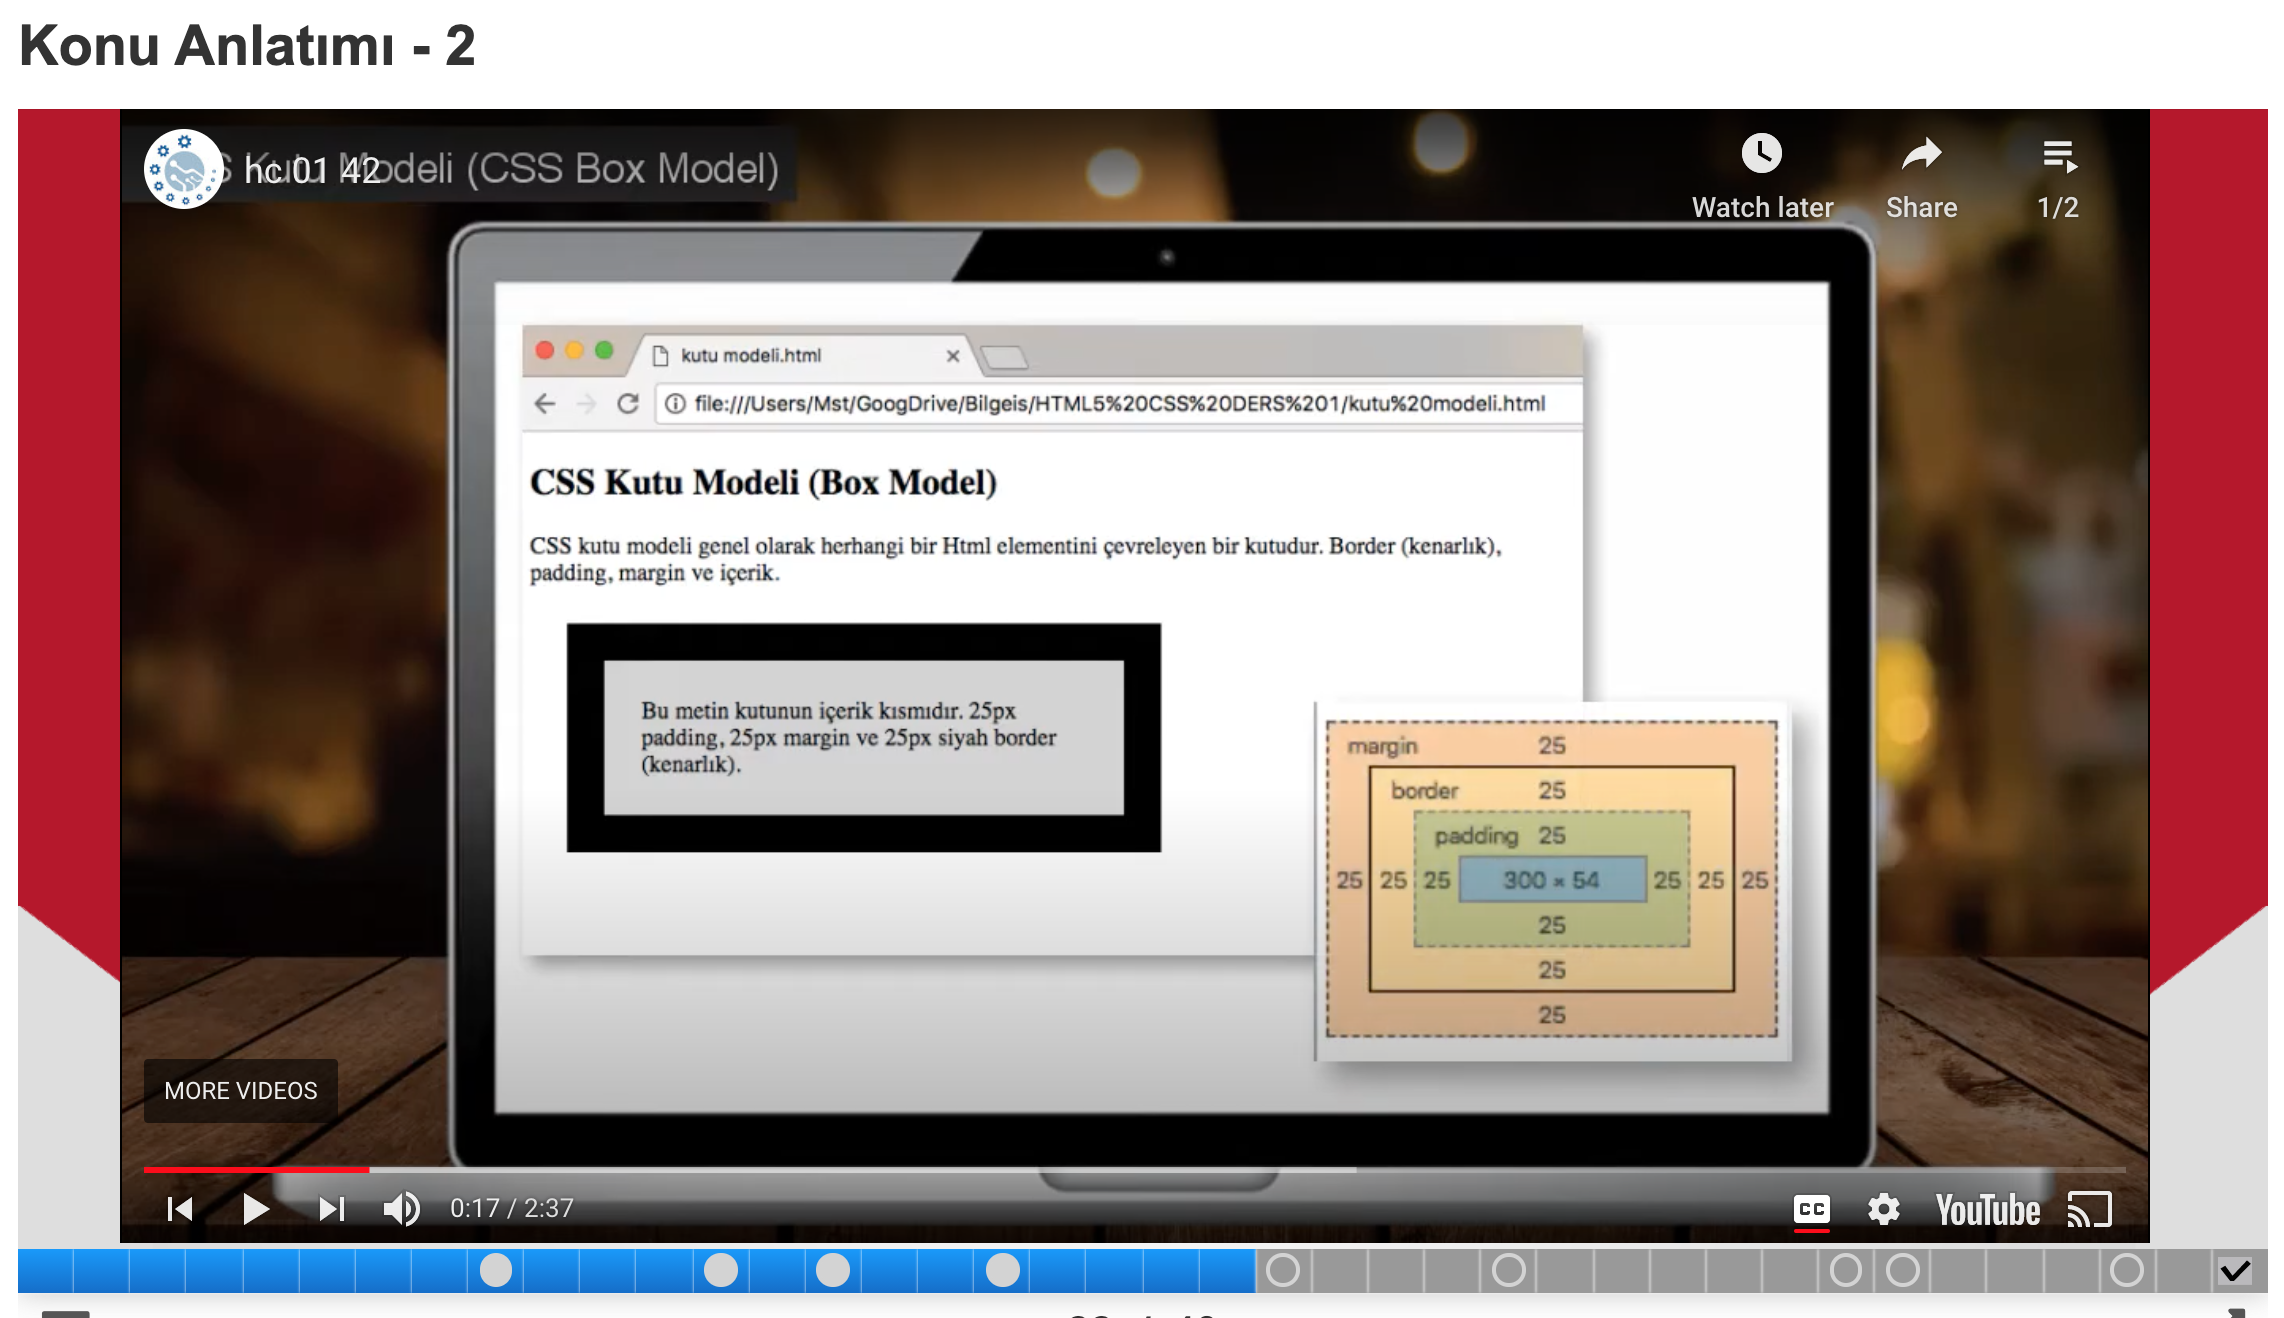 Konu Anlatımı - 2
Kutu Modeli (CSS Box Model)
hc 01 42
Watch later
Share
1/2
kutu modeli.html
file:///Users/Mst/GoogDrive/Bilgeis/HTML5%20CSS%20DERS%201/kutu%20modeli.html
CSS Kutu Modeli (Box Model)
CSS kutu modeli genel olarak herhangi bir Html elementini çevreleyen bir kutudur. Border (kenarlık),
padding, margin ve içerik.
Bu metin kutunun içerik kısmıdır. 25px
padding, 25px margin ve 25px siyah border
(kenarlık).
margin 25
border 25
padding 25
25 25 25 300 × 54 25 25 25
25
25
25
MORE VIDEOS
0:17 / 2:37
CC
YouTube